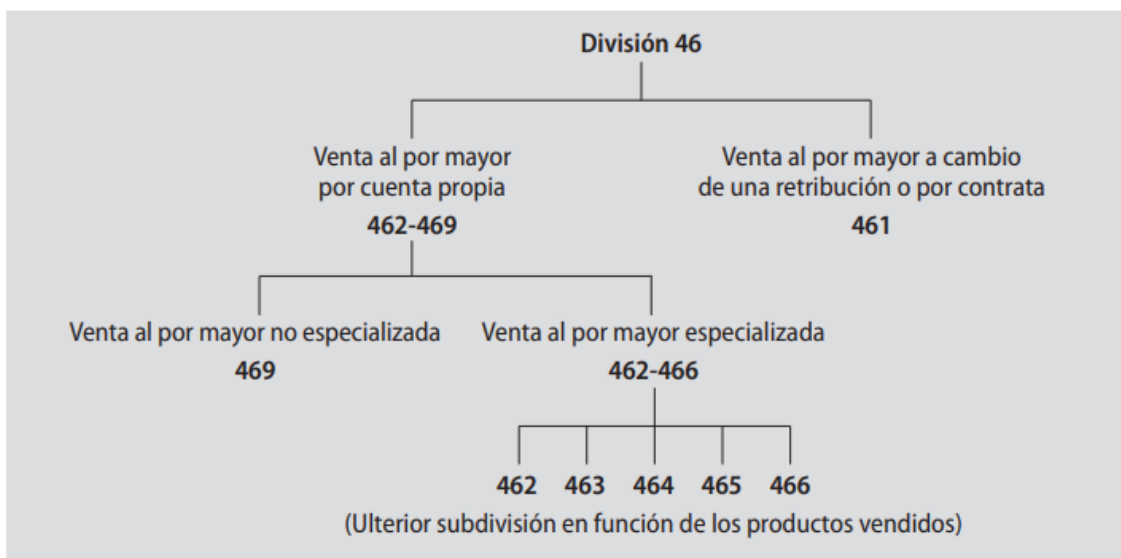 División 46
Venta al por mayor
por cuenta propia
462-469
Venta al por mayor a cambio
de una retribución o por contrata
461
Venta al por mayor no especializada
469
Venta al por mayor especializada
462-466
462 463 464 465 466
(Ulterior subdivisión en función de los productos vendidos)